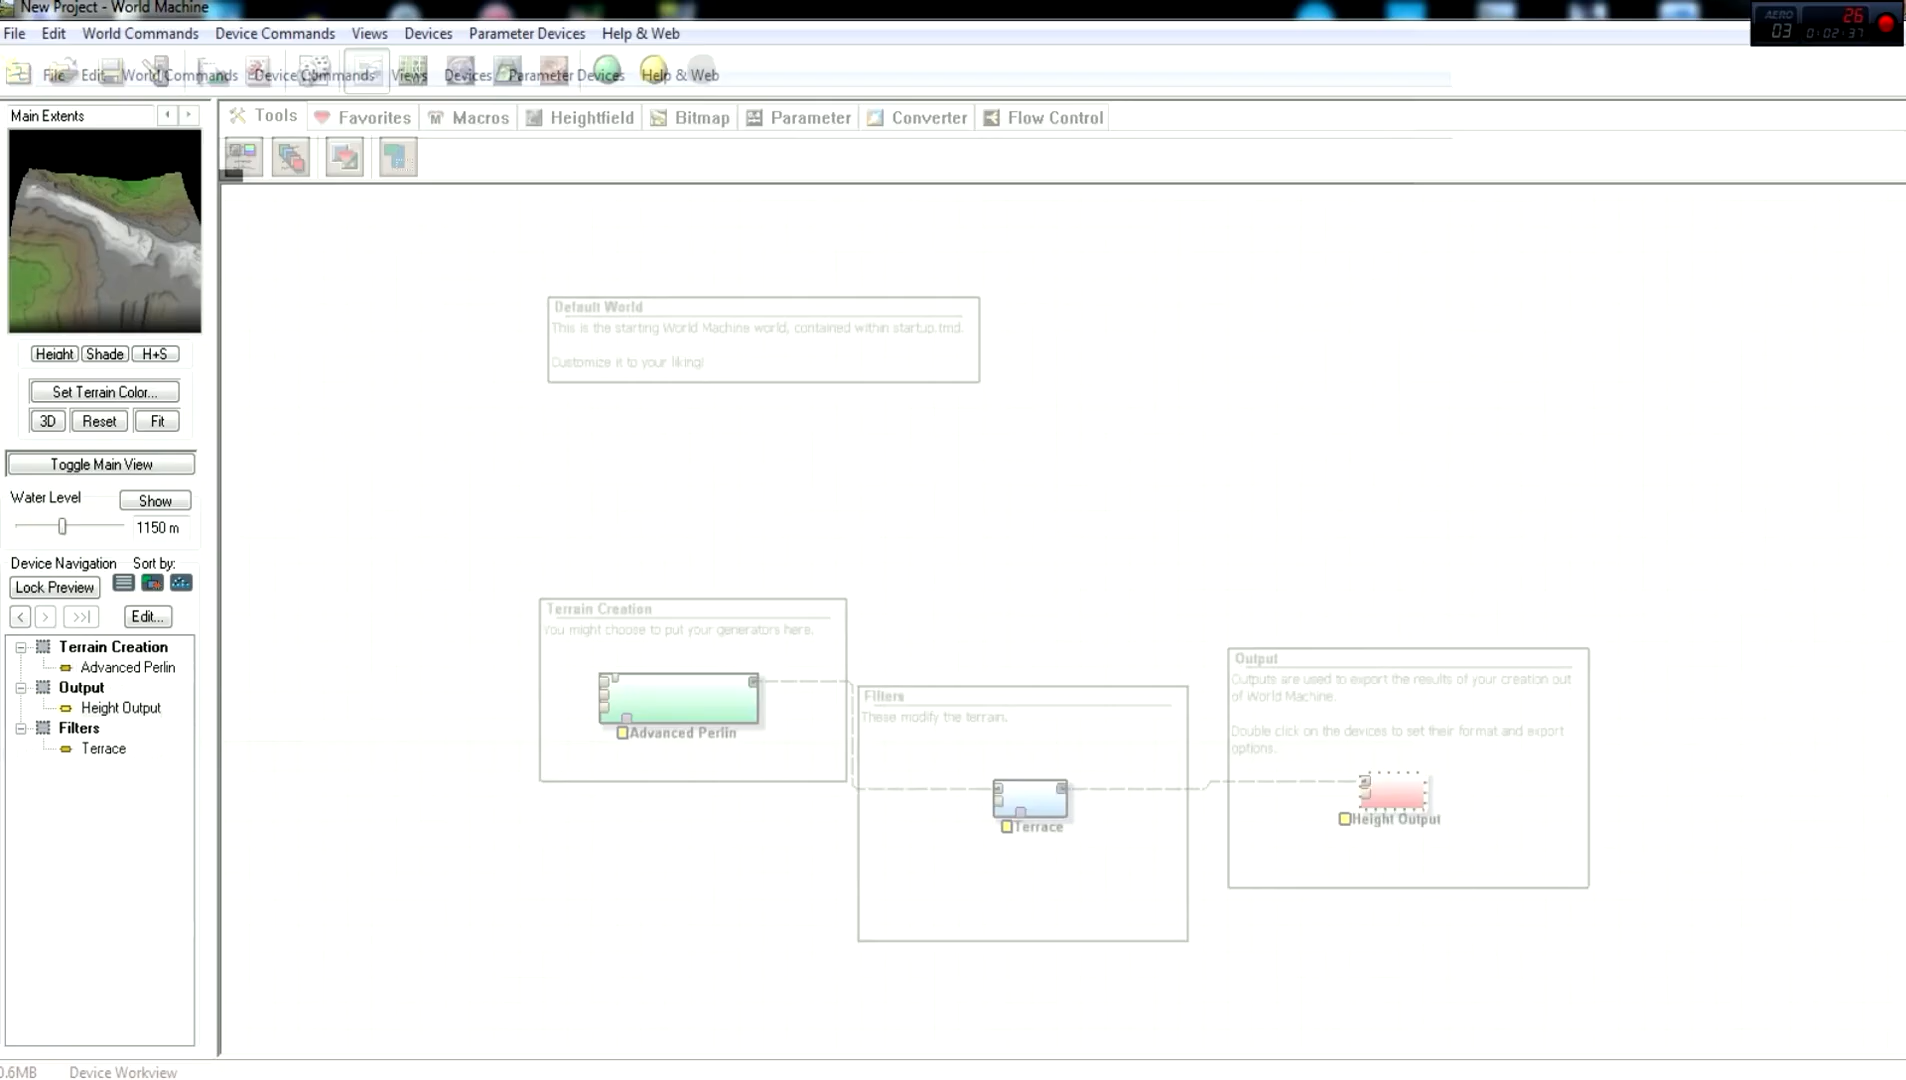 New Project - World Machine
AERO
03
26
0:02:37
File Edit World Commands Device Commands Views Devices Parameter Devices Help & Web
File Edit World Commands Device Commands Views Devices Parameter Devices Help & Web
Main Extents
Tools Favorites Macros Heightfield Bitmap Parameter Converter Flow Control
Height Shade H+S
Set Terrain Color...
3D Reset Fit
Toggle Main View
Water Level Show
1150 m
Device Navigation Sort by:
Lock Preview
< > >>| Edit...
Terrain Creation
Advanced Perlin
Output
Height Output
Filters
Terrace
Default World
This is the starting World Machine world, contained within startup.tmd.
Customize it to your liking!
Terrain Creation
You might choose to put your generators here.
Advanced Perlin
Filters
These modify the terrain.
Terrace
Output
Outputs are used to export the results of your creation out
of World Machine.
Double click on the devices to set their format and export
options.
Height Output
0.6MB Device Workview